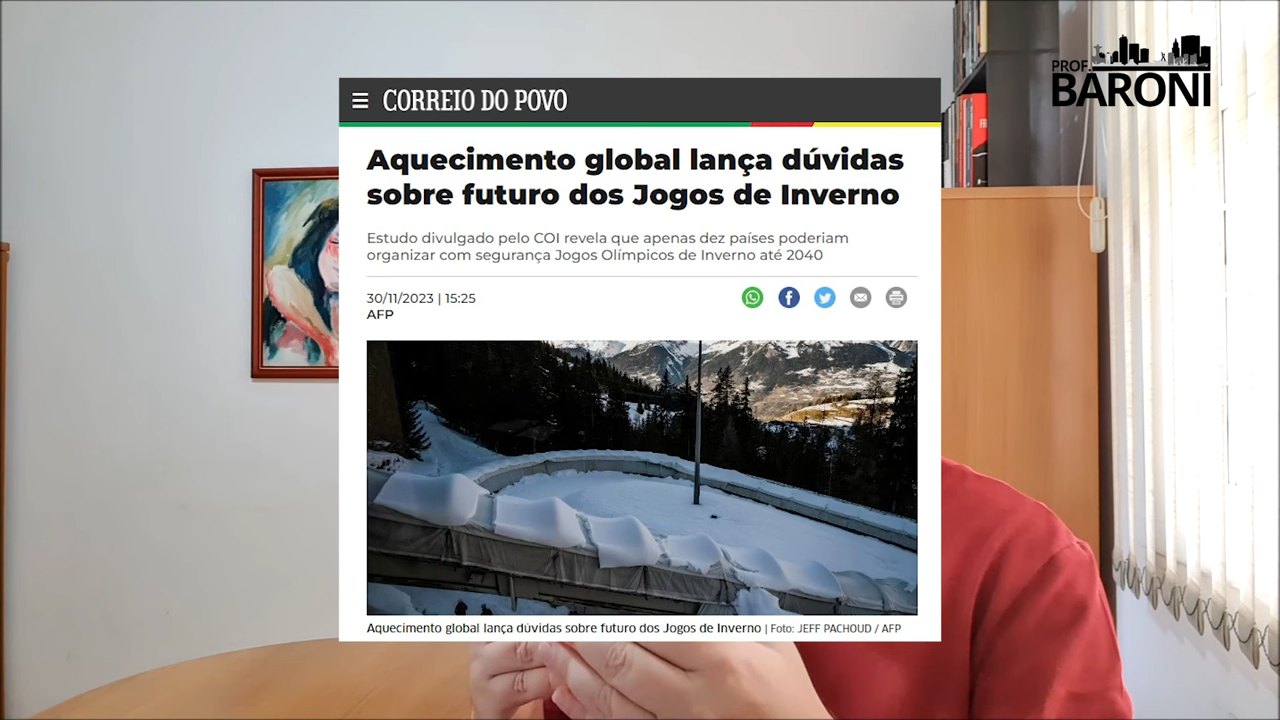 PROF.
BARONI
CORREIO DO POVO
Aquecimento global lança dúvidas
sobre futuro dos Jogos de Inverno
Estudo divulgado pelo COI revela que apenas dez países poderiam
organizar com segurança Jogos Olímpicos de Inverno até 2040
30/11/2023 | 15:25
AFP
Aquecimento global lança dúvidas sobre futuro dos Jogos de Inverno | Foto: JEFF PACHOUD / AFP